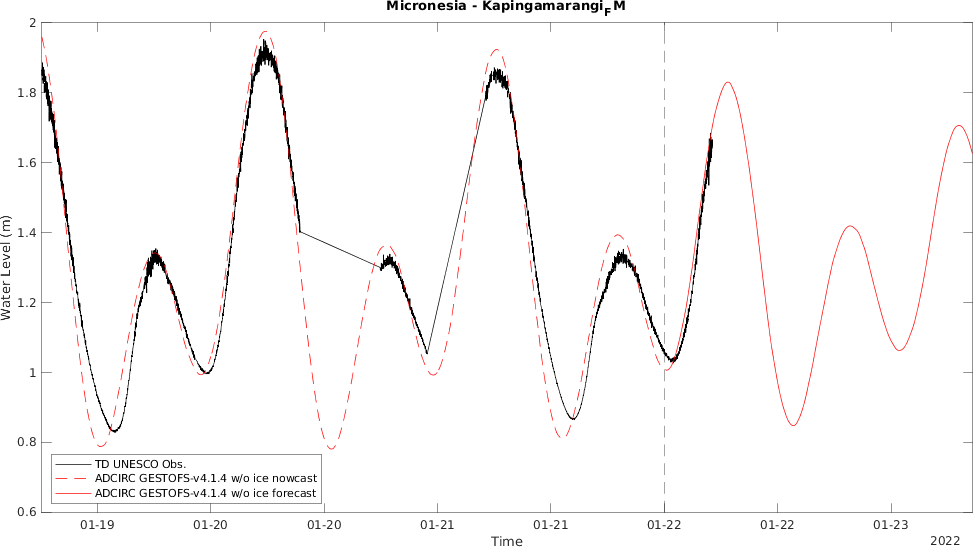 Micronesia - Kapingamarangi_FM
Water Level (m)
2
1.8
1.6
1.4
1.2
1
0.8
0.6
TD UNESCO Obs.
ADCIRC GESTOFS-v4.1.4 w/o ice nowcast
ADCIRC GESTOFS-v4.1.4 w/o ice forecast
01-19 01-20 01-20 01-21 01-21 01-22 01-22 01-23
Time
2022